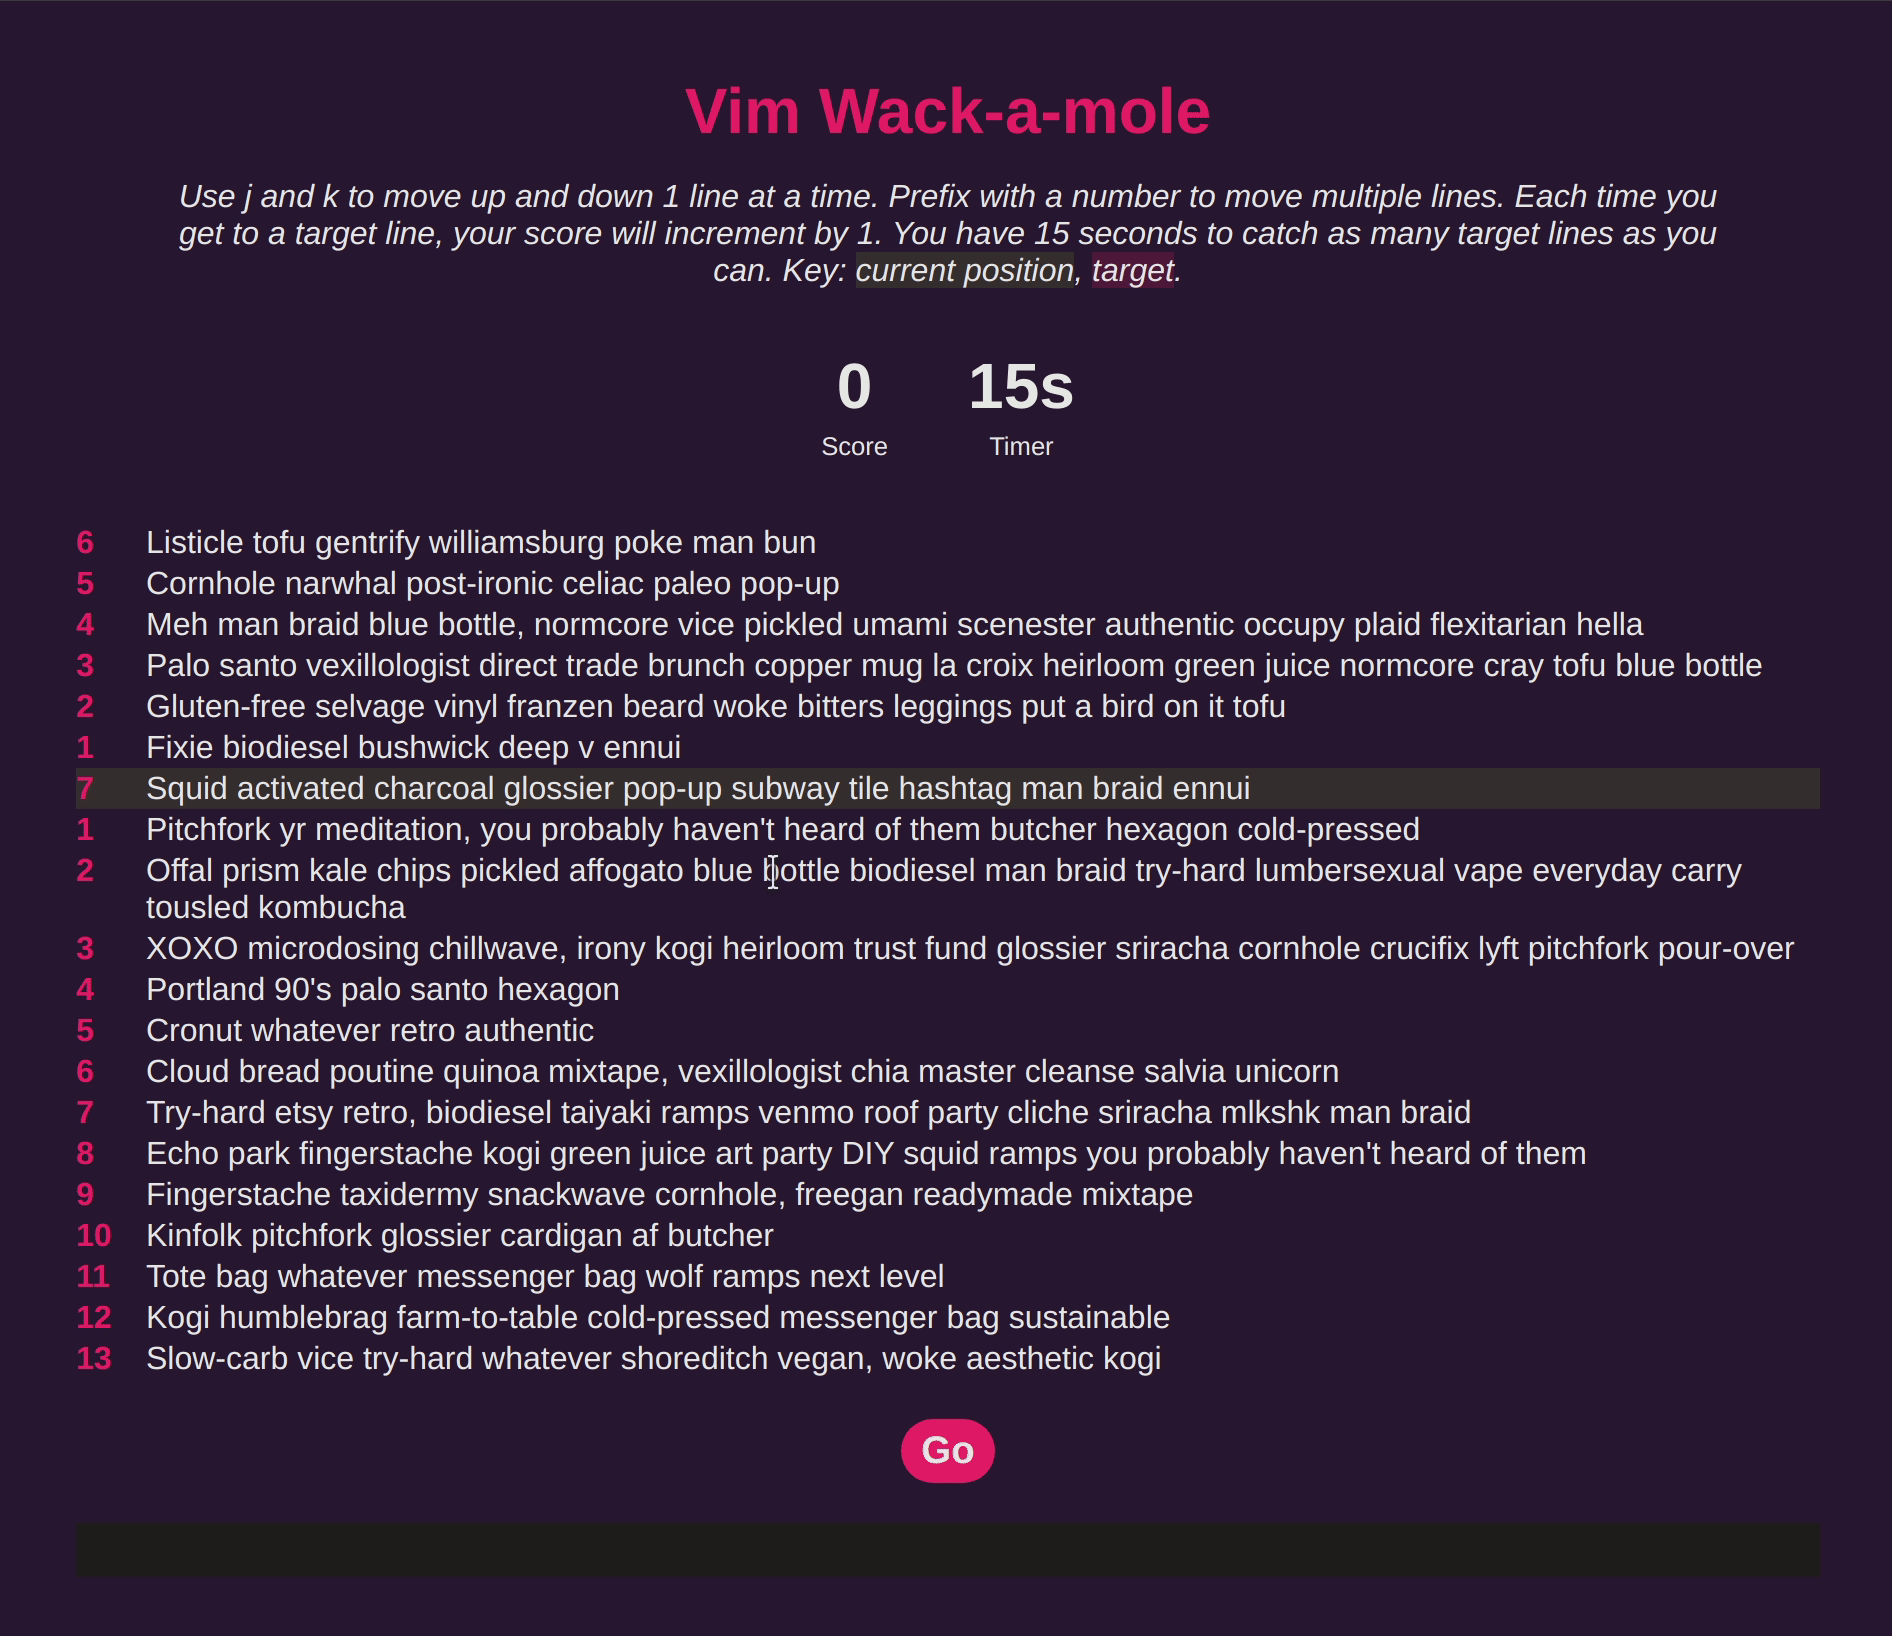 Vim Wack-a-mole
Use j and k to move up and down 1 line at a time. Prefix with a number to move multiple lines. Each time you
get to a target line, your score will increment by 1. You have 15 seconds to catch as many target lines as you
can. Key: current position, target.
0 15s
Score Timer
6 Listicle tofu gentrify williamsburg poke man bun
5 Cornhole narwhal post-ironic celiac paleo pop-up
4 Meh man braid blue bottle, normcore vice pickled umami scenester authentic occupy plaid flexitarian hella
3 Palo santo vexillologist direct trade brunch copper mug la croix heirloom green juice normcore cray tofu blue bottle
2 Gluten-free selvage vinyl franzen beard woke bitters leggings put a bird on it tofu
1 Fixie biodiesel bushwick deep v ennui
7 Squid activated charcoal glossier pop-up subway tile hashtag man braid ennui
1 Pitchfork yr meditation, you probably haven't heard of them butcher hexagon cold-pressed
2 Offal prism kale chips pickled affogato blue bottle biodiesel man braid try-hard lumbersexual vape everyday carry
tousled kombucha
3 XOXO microdosing chillwave, irony kogi heirloom trust fund glossier sriracha cornhole crucifix lyft pitchfork pour-over
4 Portland 90's palo santo hexagon
5 Cronut whatever retro authentic
6 Cloud bread poutine quinoa mixtape, vexillologist chia master cleanse salvia unicorn
7 Try-hard etsy retro, biodiesel taiyaki ramps venmo roof party cliche sriracha mlkshk man braid
8 Echo park fingerstache kogi green juice art party DIY squid ramps you probably haven't heard of them
9 Fingerstache taxidermy snackwave cornhole, freegan readymade mixtape
10 Kinfolk pitchfork glossier cardigan af butcher
11 Tote bag whatever messenger bag wolf ramps next level
12 Kogi humblebrag farm-to-table cold-pressed messenger bag sustainable
13 Slow-carb vice try-hard whatever shoreditch vegan, woke aesthetic kogi
Go